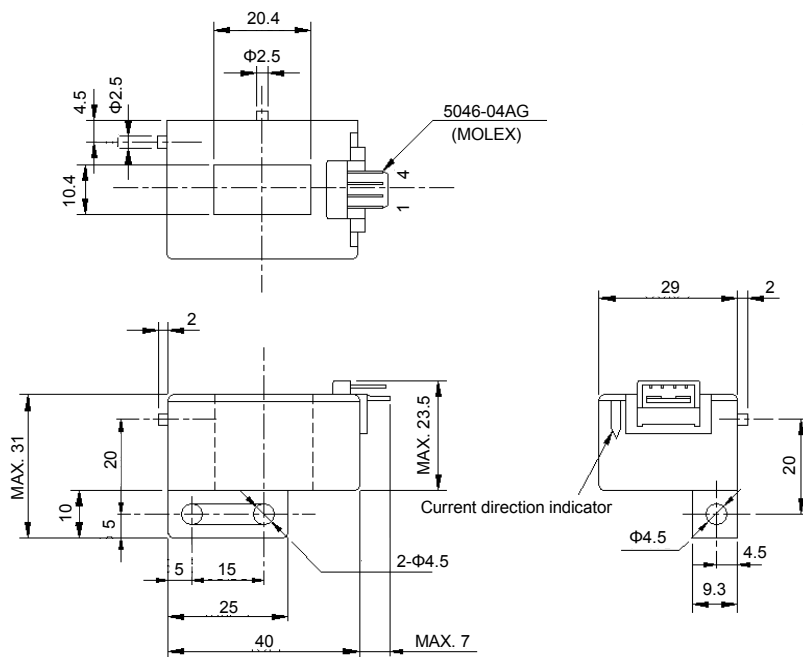 20.4
Φ2.5
4.5
Φ2.5
5046-04AG
(MOLEX)
10.4
4
1
29
2
2
MAX. 31
20
10
5
MAX. 23.5
20
Current direction indicator
Φ4.5
4.5
9.3
5
15
2-Φ4.5
25
40
MAX. 7